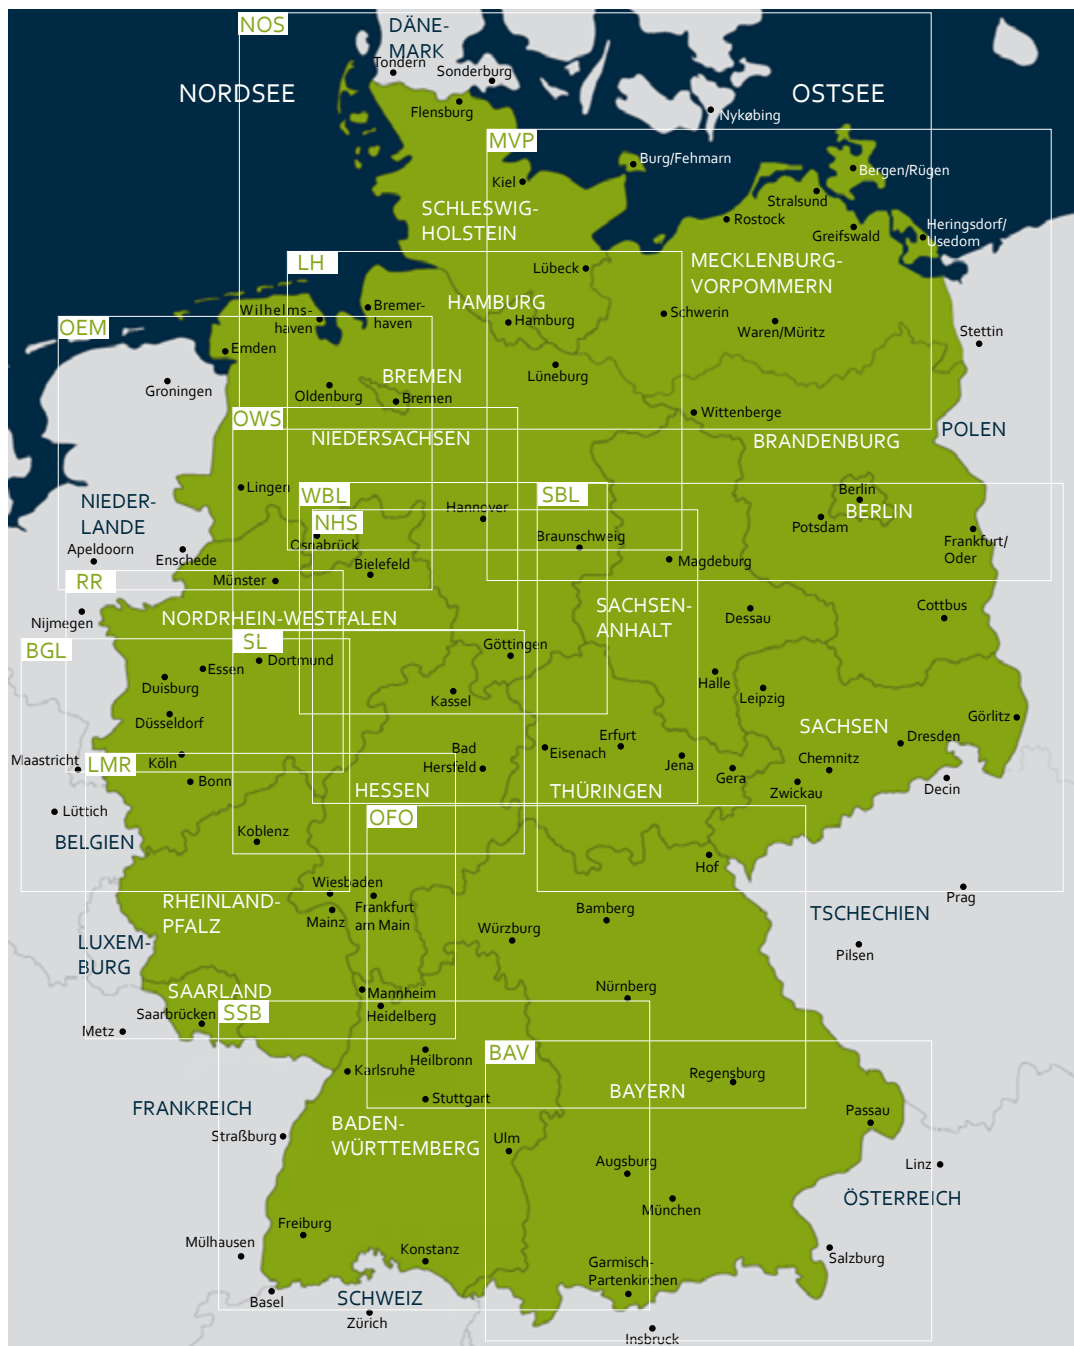 NOS
DÄNE-
MARK
Tondern
Sonderburg
NORDSEE
OSTSEE
Flensburg
Nykøbing
MVP
Burg/Fehmarn
Bergen/Rügen
Kiel
Stralsund
SCHLESWIG-
HOLSTEIN
Rostock
Greifswald
Heringsdorf/
Usedom
LH
Lübeck
MECKLENBURG-
VORPOMMERN
HAMBURG
Wilhelms-
haven
Bremer-
haven
Hamburg
Schwerin
Waren/Müritz
OEM
Stettin
Emden
Groningen
Lüneburg
BREMEN
Oldenburg
Bremen
OWS
Wittenberge
NIEDERSACHSEN
BRANDENBURG
POLEN
Lingen
WBL
SBL
NIEDER-
LANDE
Hannover
Berlin
BERLIN
NHS
Potsdam
Osnabrück
Braunschweig
Frankfurt/
Oder
Apeldoorn
Enschede
Bielefeld
Magdeburg
RR
Münster
Nijmegen
NORDRHEIN-WESTFALEN
SACHSEN-
ANHALT
Dessau
Cottbus
BGL
SL
Göttingen
Dortmund
Essen
Duisburg
Halle
Leipzig
Kassel
Düsseldorf
Görlitz
SACHSEN
Erfurt
Dresden
Bad
Hersfeld
Eisenach
Maastricht
LMR
Köln
Jena
Chemnitz
Gera
Bonn
HESSEN
THÜRINGEN
Zwickau
Decin
Lüttich
OFO
BELGIEN
Koblenz
Hof
Wiesbaden
Prag
RHEINLAND-
PFALZ
Mainz
Frankfurt
am Main
Bamberg
TSCHECHIEN
Würzburg
LUXEM-
BURG
Pilsen
SAARLAND
Mannheim
Nürnberg
Saarbrücken
SSB
Heidelberg
Metz
BAV
Heilbronn
Karlsruhe
Regensburg
BAYERN
Stuttgart
FRANKREICH
Passau
BADEN-
WÜRTTEMBERG
Straßburg
Ulm
Augsburg
Linz
ÖSTERREICH
München
Freiburg
Mülhausen
Konstanz
Salzburg
Garmisch-
Partenkirchen
Basel
SCHWEIZ
Zürich
Insbruck